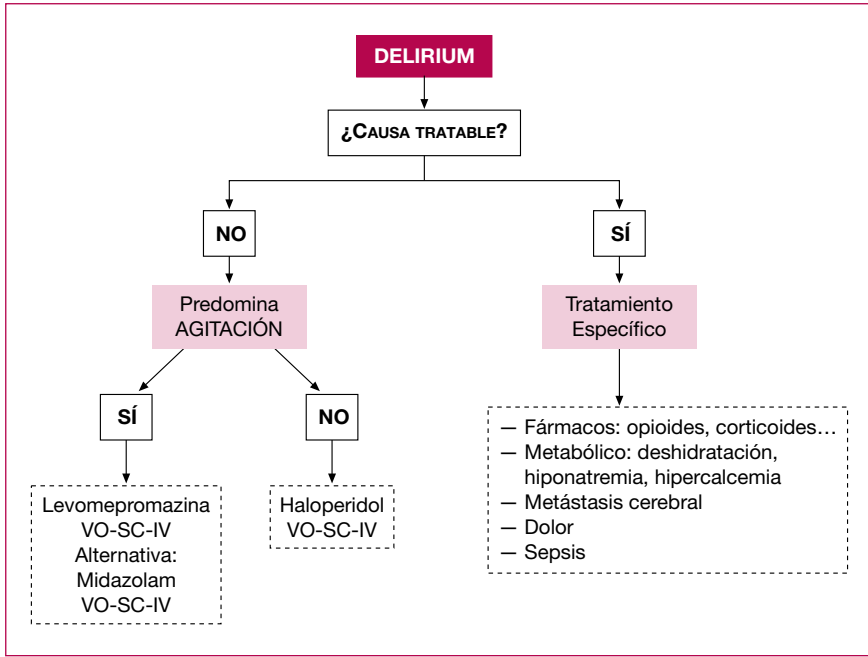 DELIRIUM
¿CAUSA TRATABLE?
NO
SÍ
Predomina
AGITACIÓN
Tratamiento
Específico
SÍ
NO
Levomepromazina
VO-SC-IV
Alternativa:
Midazolam
VO-SC-IV
Haloperidol
VO-SC-IV
— Fármacos: opioides, corticoides…
— Metabólico: deshidratación,
hiponatremia, hipercalcemia
— Metástasis cerebral
— Dolor
— Sepsis